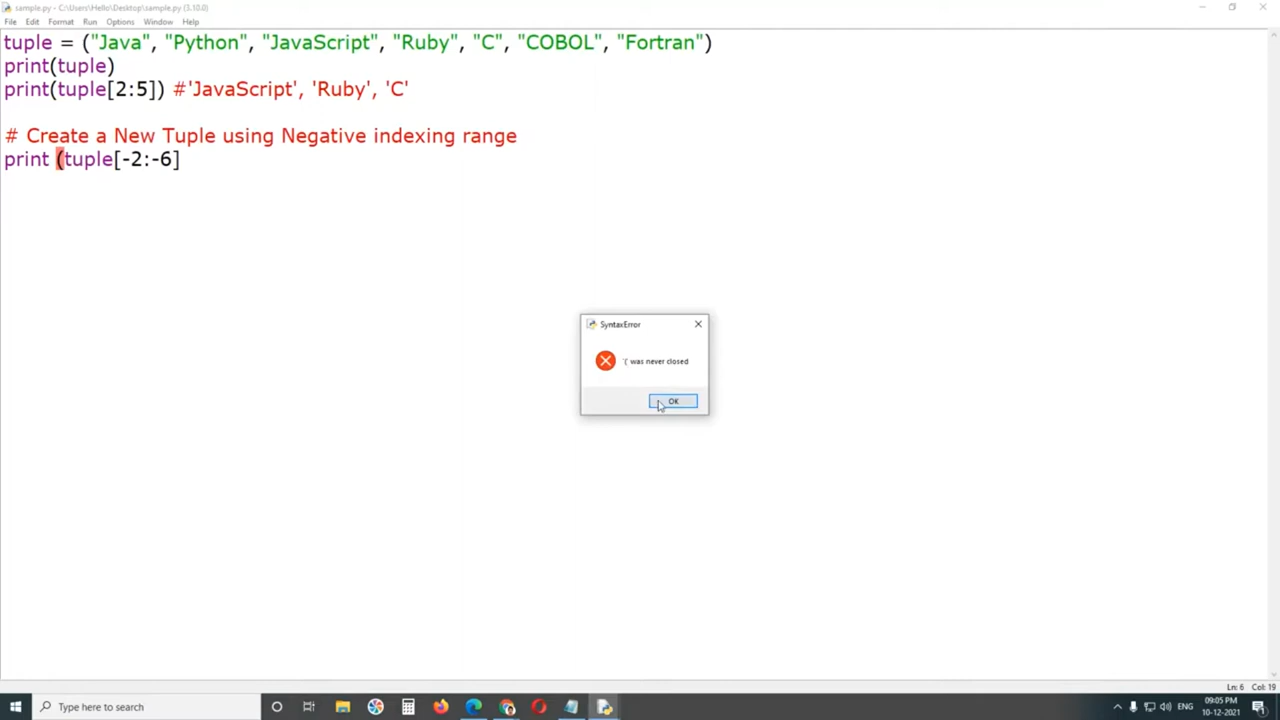 sample.py - C:\Users\Hello\Desktop\sample.py (3.10.0)
File Edit Format Run Options Window Help
tuple = ("Java", "Python", "JavaScript", "Ruby", "C", "COBOL", "Fortran")
print(tuple)
print(tuple[2:5]) #'JavaScript', 'Ruby', 'C'
# Create a New Tuple using Negative indexing range
print (tuple[-2:-6]
SyntaxError
'(' was never closed
OK
Ln: 6 Col: 19
Type here to search
ENG
09:05 PM
10-12-2021
1